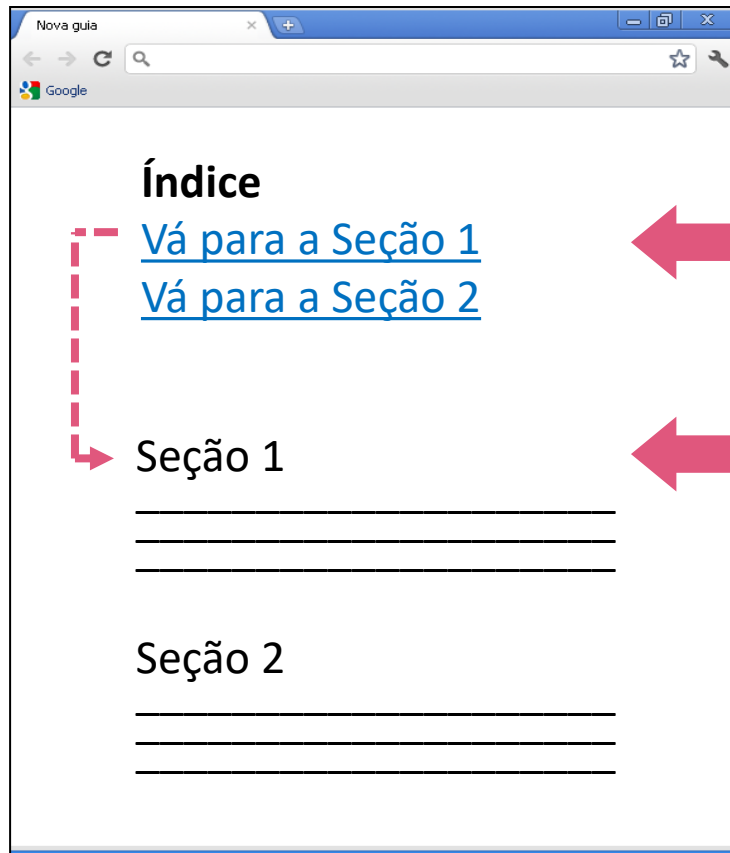 Nova guia
Google
Índice
Vá para a Seção 1
Vá para a Seção 2
Seção 1
Seção 2